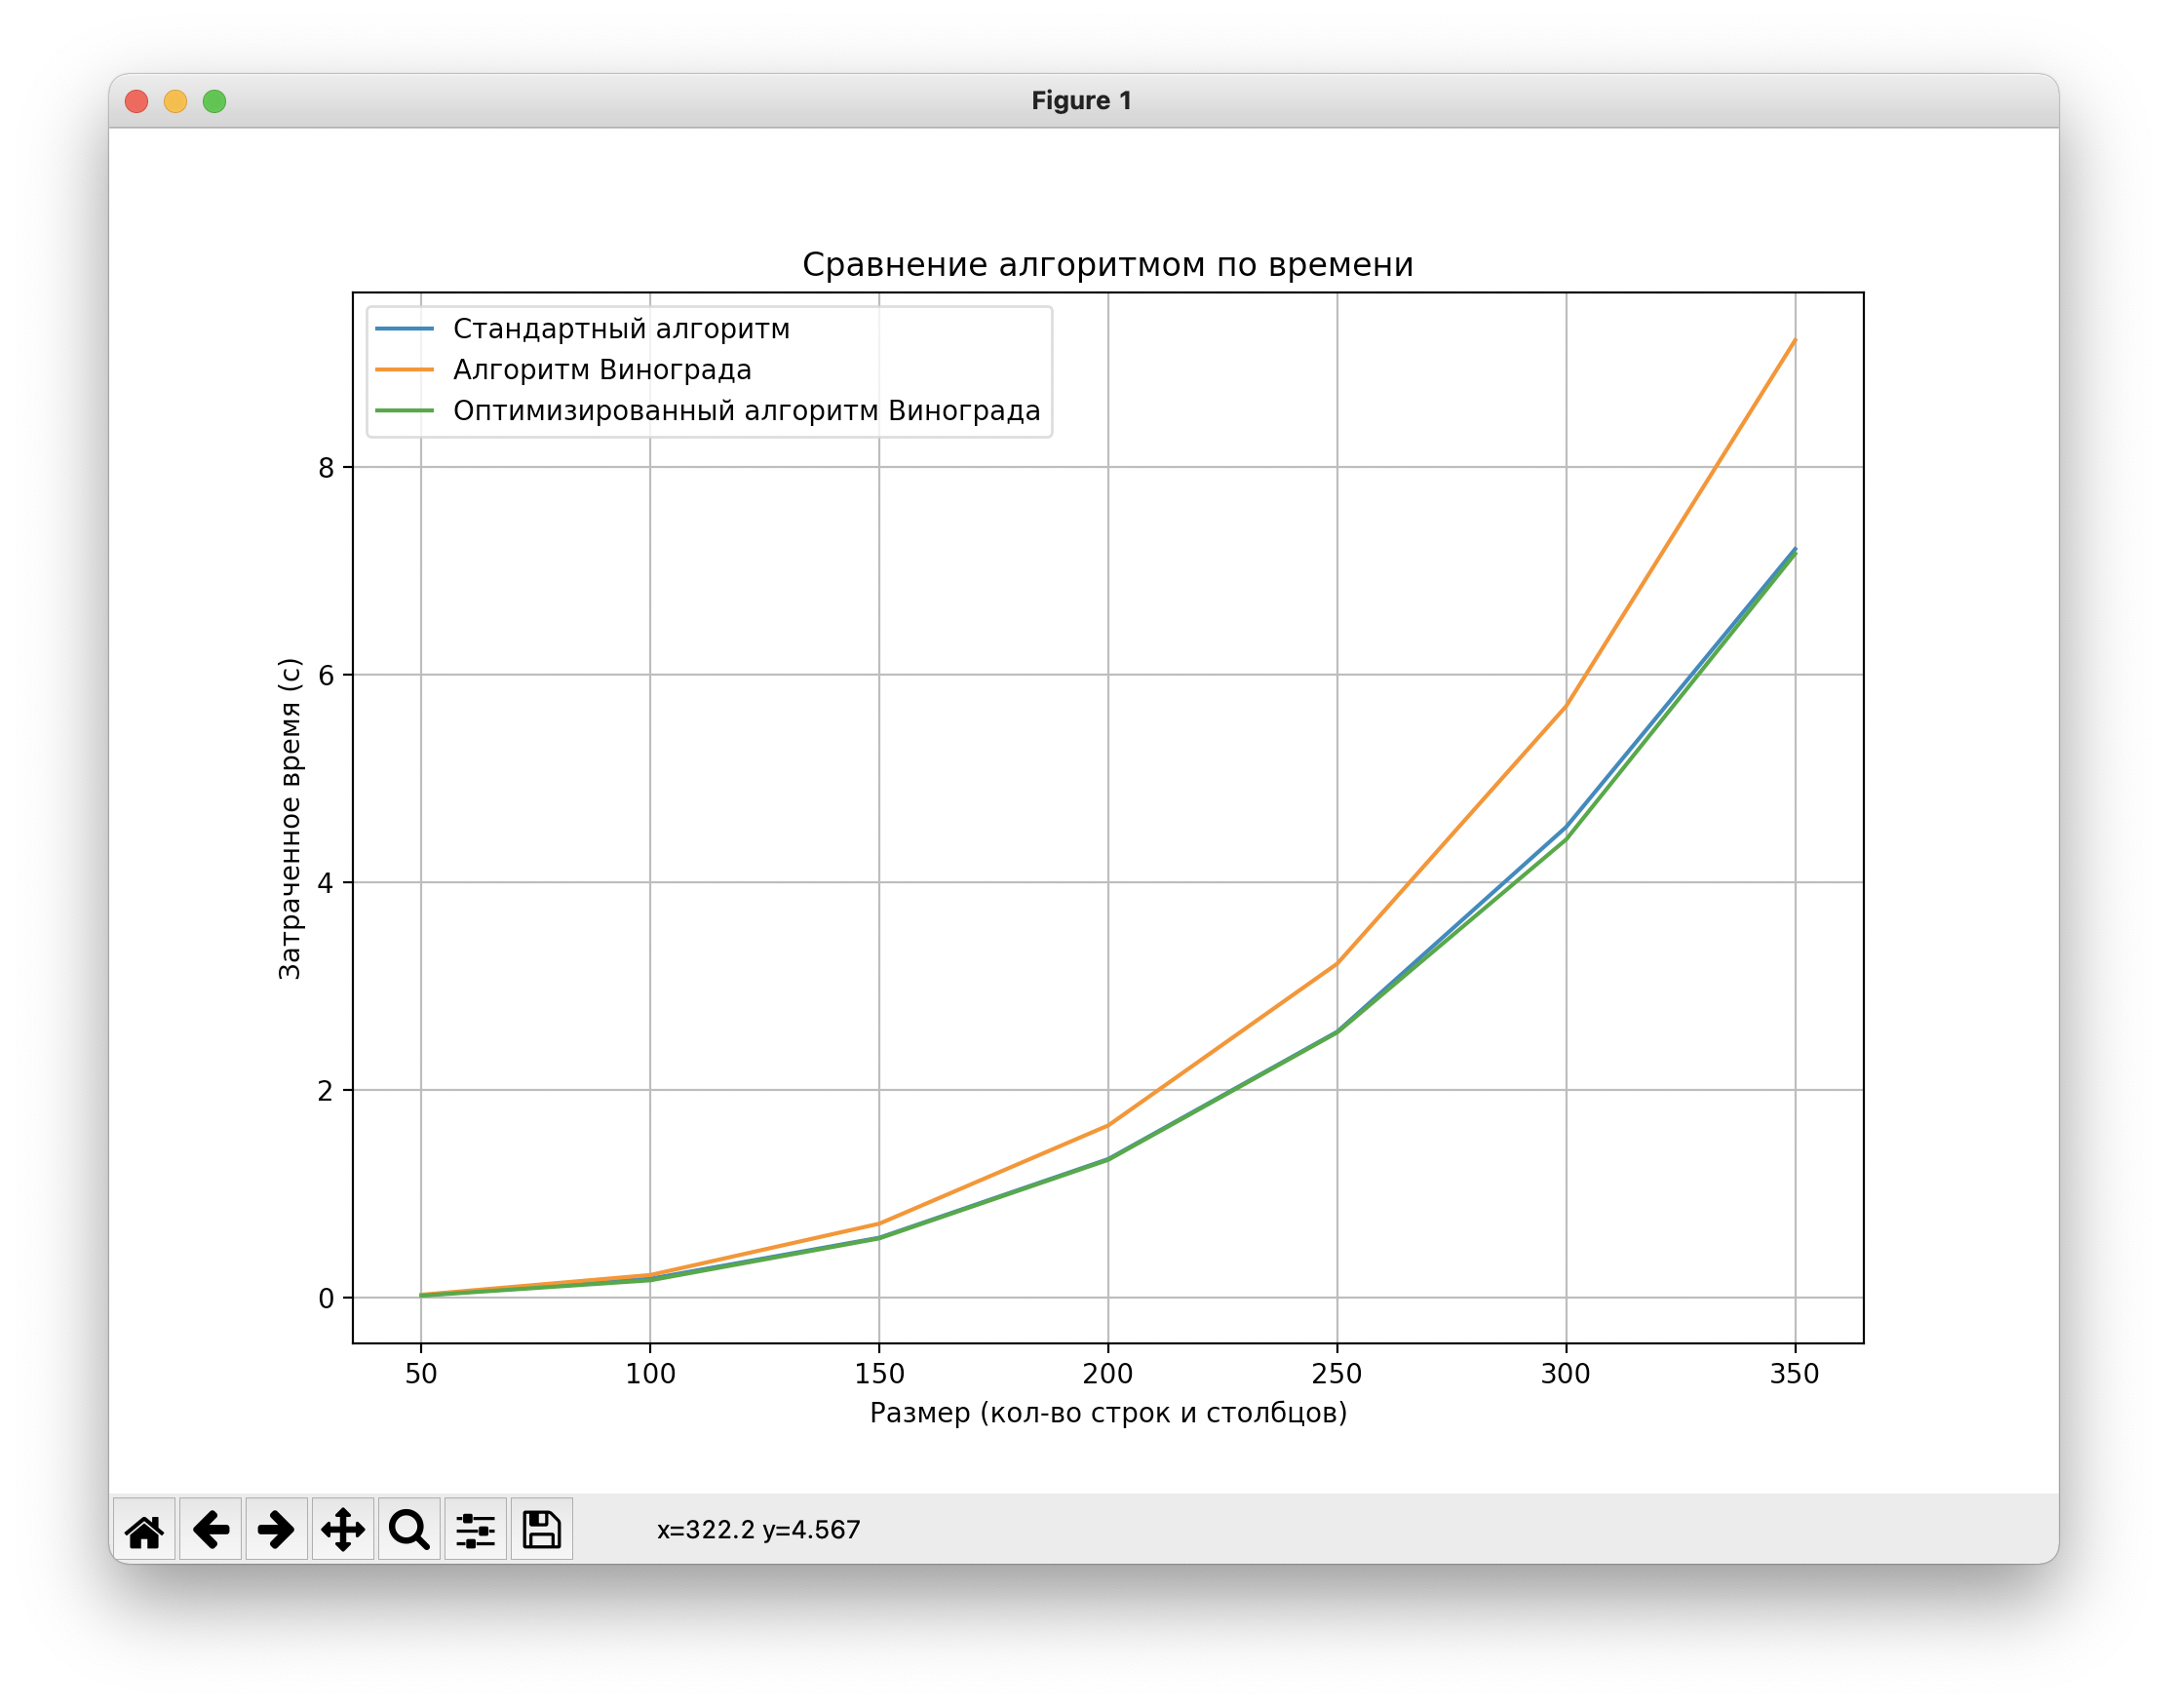 Figure 1
Сравнение алгоритмом по времени
Стандартный алгоритм
Алгоритм Винограда
Оптимизированный алгоритм Винограда
8
6
4
2
0
Затраченное время (с)
50 100 150 200 250 300 350
Размер (кол-во строк и столбцов)
x=322.2 y=4.567